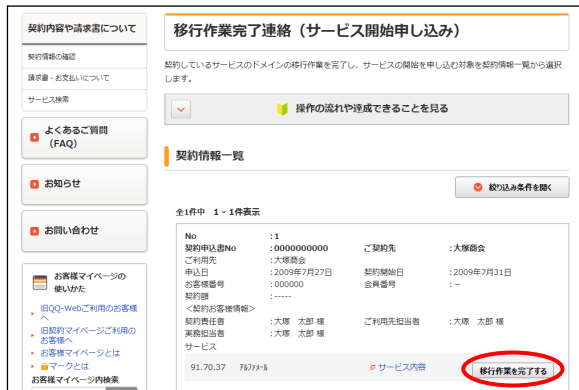 契約内容や請求書について
契約情報の確認
請求書・お支払いについて
サービス検索
よくあるご質問
(FAQ)
お知らせ
お問い合わせ
お客様マイページの
使いかた
旧QQ-Webご利用のお客様
へ
旧契約マイページご利用の
お客様へ
お客様マイページとは
マークとは
お客様マイページ内検索
移行作業完了連絡（サービス開始申し込み）
契約しているサービスのドメインの移行作業を完了し、サービスの開始を申し込む対象を契約情報一覧から選択
します。
操作の流れや達成できることを見る
契約情報一覧
絞り込み条件を開く
全1件中 1 - 1件表示
No :1
契約申込書No :0000000000 ご契約先 :大塚商会
ご利用先 :大塚商会
申込日 :2009年7月27日 契約開始日 :2009年7月31日
お客様番号 :000000 会員番号 :−
契約額 :-----
＜契約お客様情報＞
契約責任者 :大塚 太郎 様 ご利用先担当者 :大塚 太郎 様
実務担当者 :大塚 太郎 様
サービス
91.70.37 ｱﾙﾌｧﾒｰﾙ サービス内容 移行作業を完了する